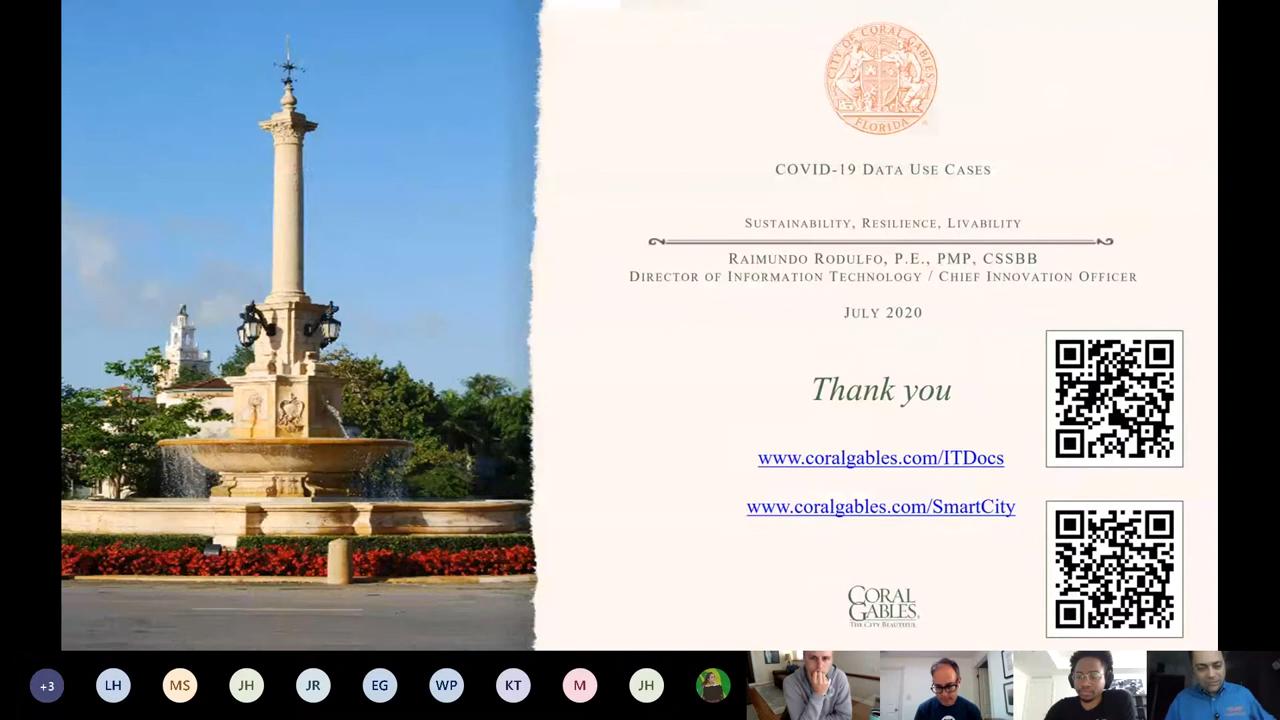 CITY OF CORAL GABLES
FLORIDA
COVID-19 DATA USE CASES
SUSTAINABILITY, RESILIENCE, LIVABILITY
RAIMUNDO RODULFO, P.E., PMP, CSSBB
DIRECTOR OF INFORMATION TECHNOLOGY / CHIEF INNOVATION OFFICER
JULY 2020
Thank you
www.coralgables.com/ITDocs
www.coralgables.com/SmartCity
CORAL
GABLES
THE CITY BEAUTIFUL
+3 LH MS JH JR EG WP KT M JH